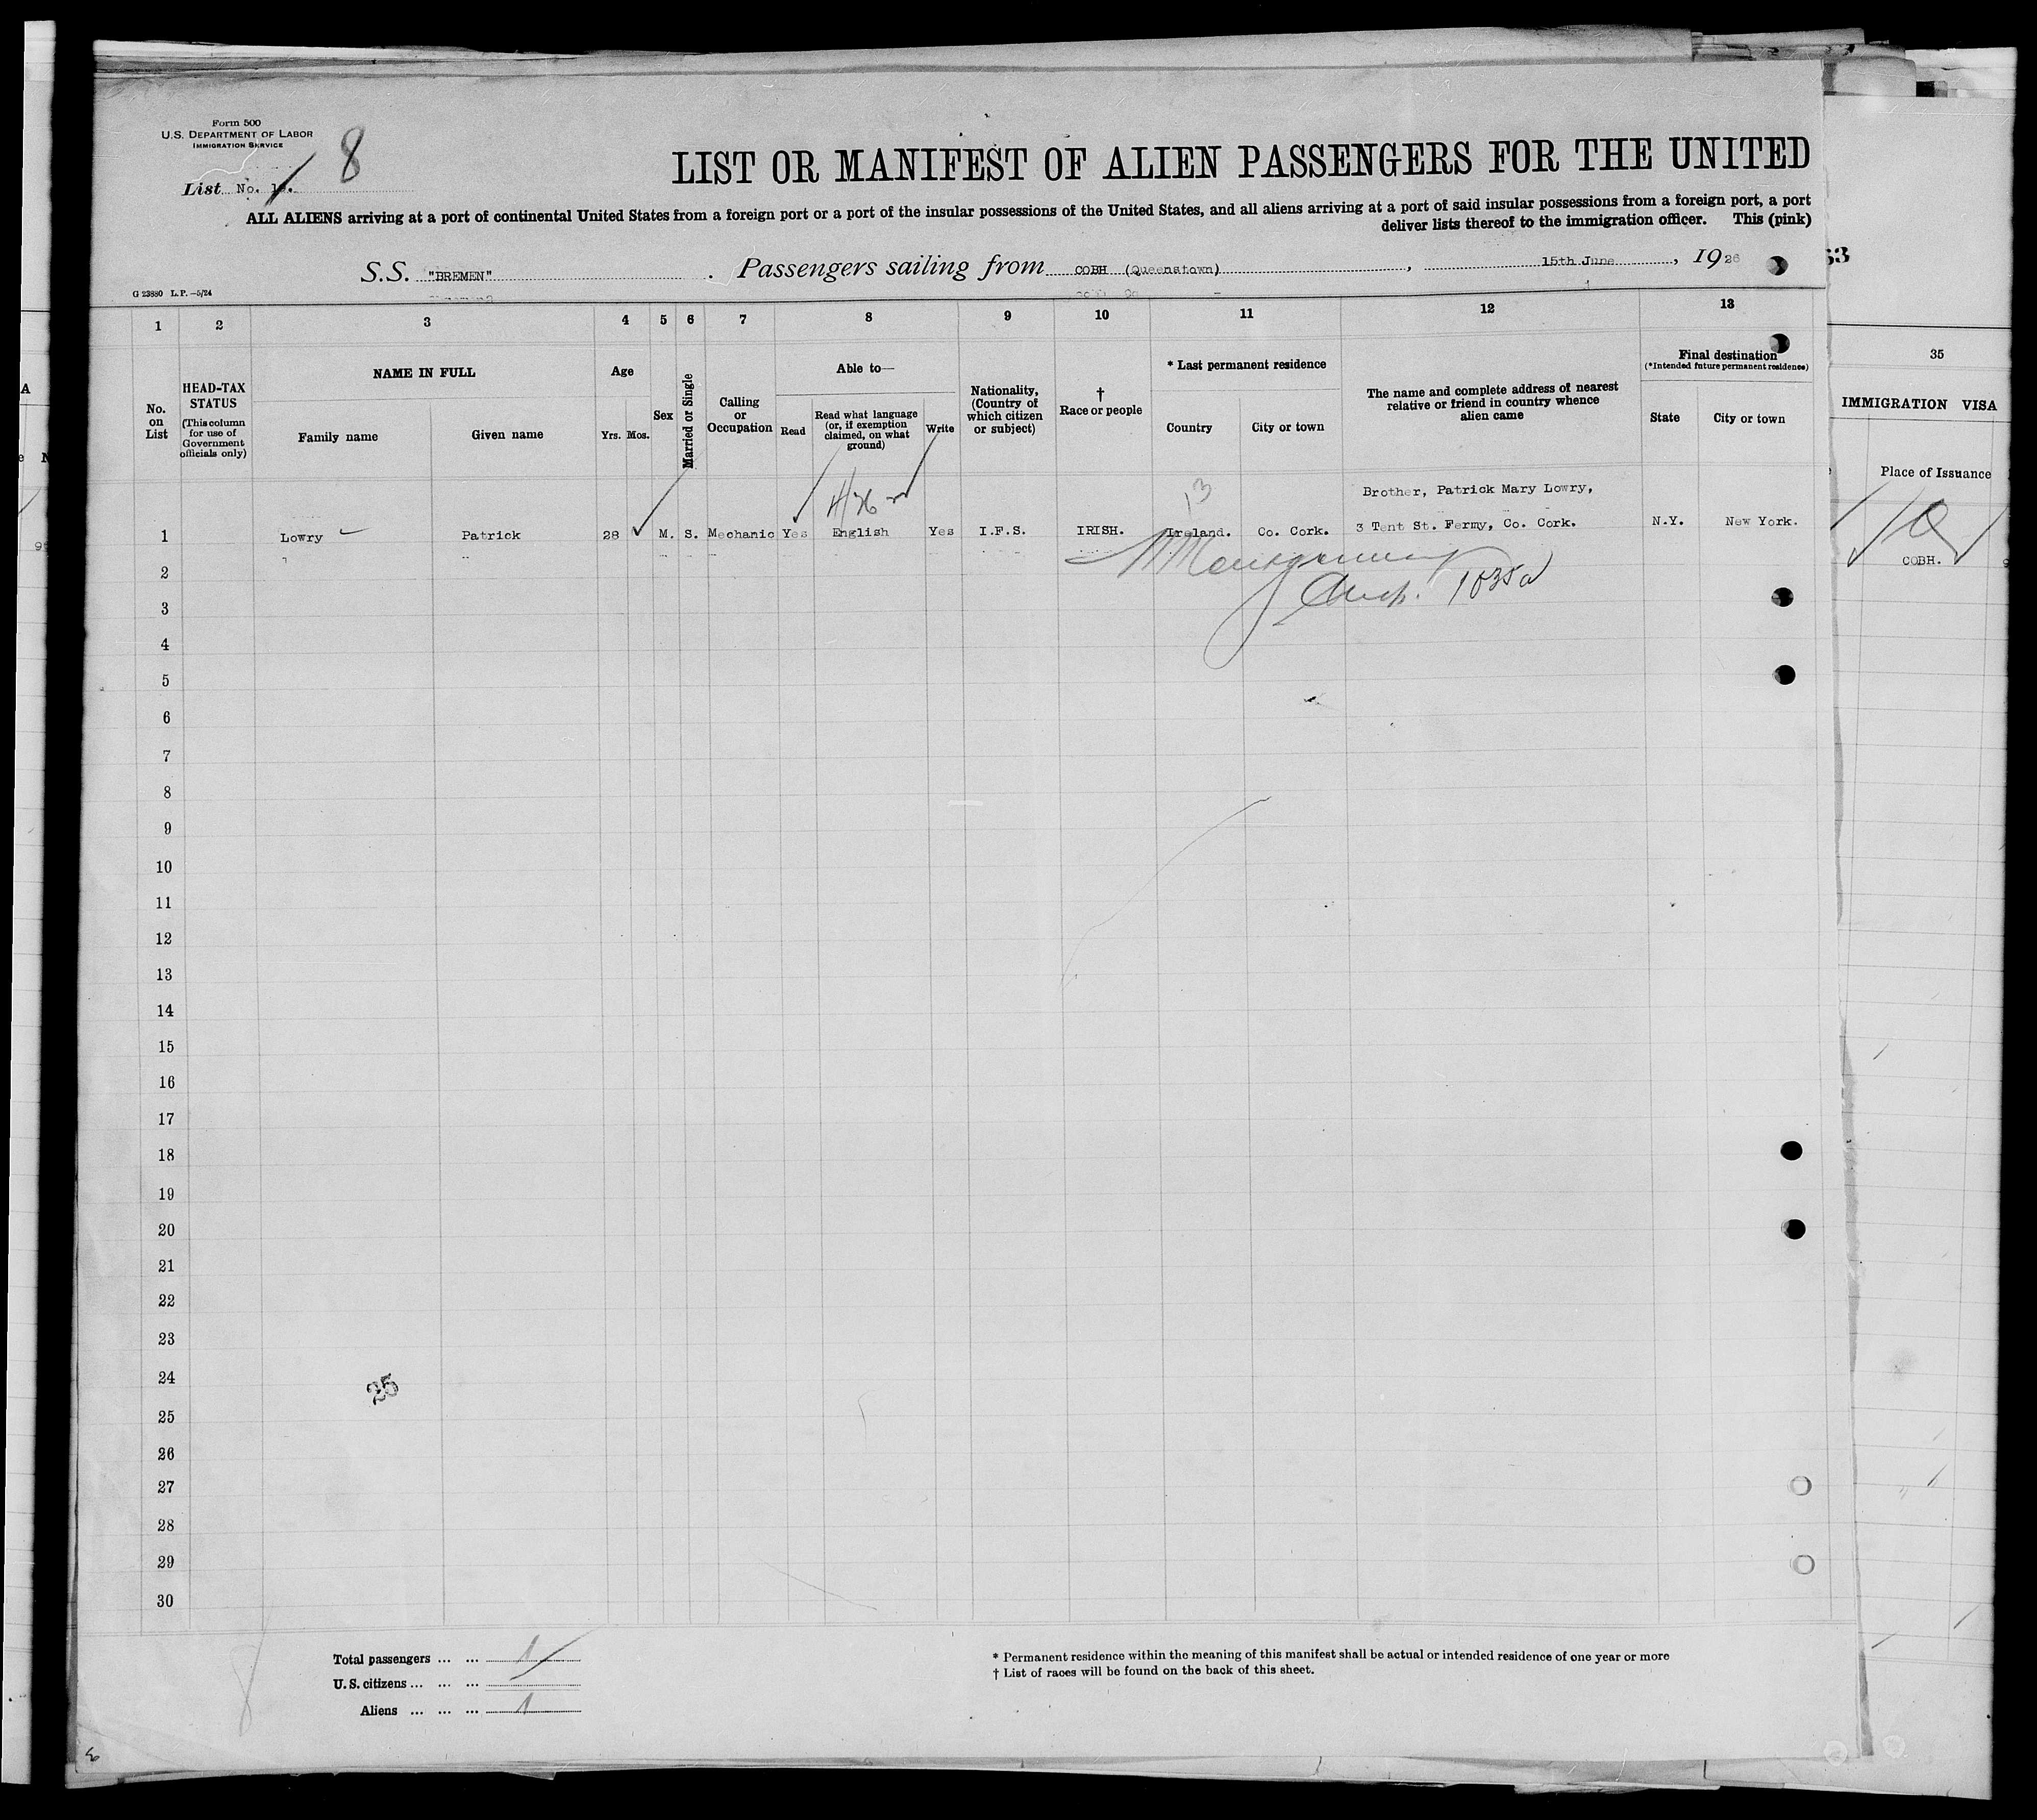 Form 500
U.S. DEPARTMENT OF LABOR
IMMIGRATION SERVICE
8
List No.
LIST OR MANIFEST OF ALIEN PASSENGERS FOR THE UNITED
ALL ALIENS arriving at a port of continental United States from a foreign port or a port of the insular possessions of the United States, and all aliens arriving at a port of said insular possessions from a foreign port, a port
deliver lists thereof to the immigration officer. This (pink)
S.S. "BREMEN" Passengers sailing from COBH (Queenstown), 15th June, 1926
G 23880 L.P.—5/24
1 2 3 4 5 6 7 8 9 10 11 12 13
No. on List
HEAD-TAX STATUS
(This column for use of Government officials only)
NAME IN FULL
Family name
Given name
Age
Yrs. Mos.
Sex
Married or Single
Calling or Occupation
Able to—
Read
Read what language (or, if exemption claimed, on what ground)
Write
Nationality, (Country of which citizen or subject)
† Race or people
* Last permanent residence
Country
City or town
The name and complete address of nearest relative or friend in country whence alien came
Final destination
(*Intended future permanent residence)
State
City or town
35
IMMIGRATION VISA
Place of Issuance
COBH.
13
Brother, Patrick Mary Lowry,
1 Lowry Patrick 28 M. S. Mechanic Yes English Yes I.F.S. IRISH. Ireland. Co. Cork. 3 Tent St. Fermy, Co. Cork. N.Y. New York.
Montgomery
2
3
4
5
6
7
8
9
10
11
12
13
14
15
16
17
18
19
20
21
22
23
24
25
25
26
27
28
29
30
Total passengers ... ... 1
U.S. citizens ... ... ...
Aliens ... ... ... 1
* Permanent residence within the meaning of this manifest shall be actual or intended residence of one year or more
† List of races will be found on the back of this sheet.